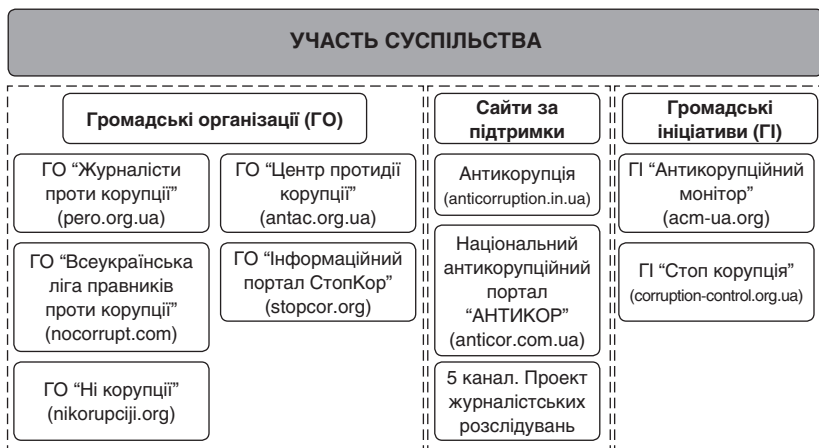 УЧАСТЬ СУСПІЛЬСТВА
Громадські організації (ГО)
ГО “Журналісти
проти корупції”
(pero.org.ua)
ГО “Центр протидії
корупції”
(antac.org.ua)
ГО “Всеукраїнська
ліга правників
проти корупції”
(nocorrupt.com)
ГО “Інформаційний
портал СтопКор”
(stopcor.org)
ГО “Ні корупції”
(nikorupciji.org)
Сайти за
підтримки
Антикорупція
(anticorruption.in.ua)
Національний
антикорупційний
портал
“АНТИКОР”
(anticor.com.ua)
5 канал. Проект
журналістських
розслідувань
Громадські
ініціативи (ГІ)
ГІ “Антикорупційний
монітор”
(acm-ua.org)
ГІ “Стоп корупція”
(corruption-control.org.ua)